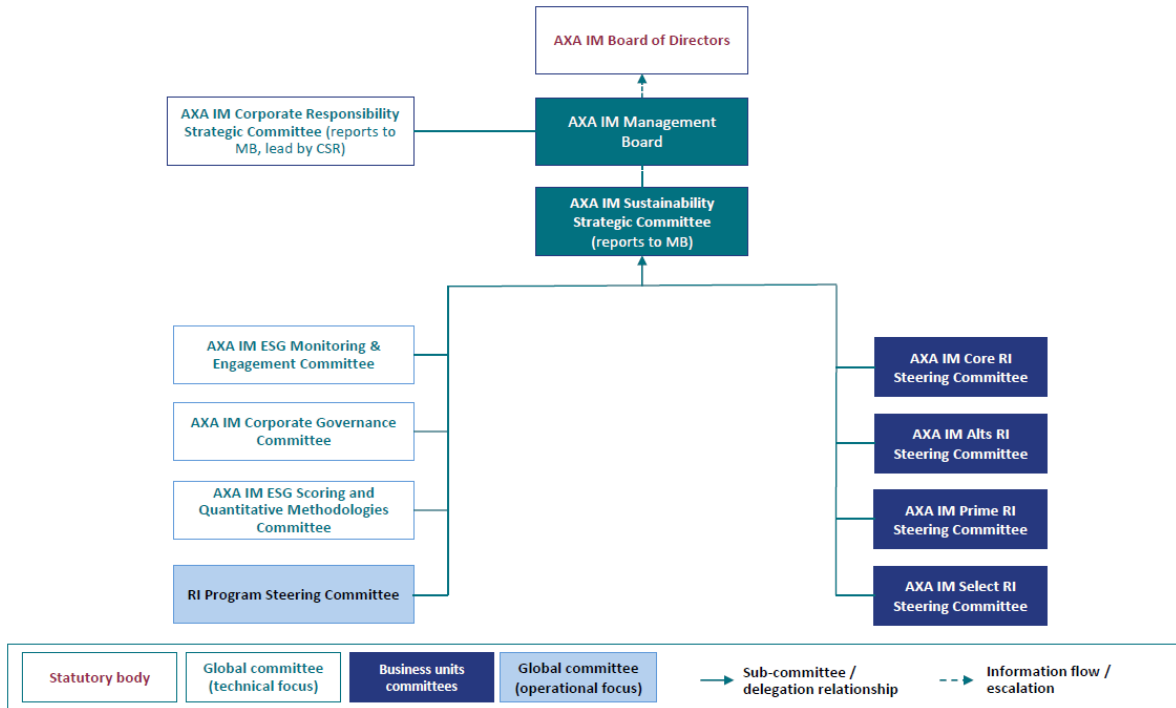 AXA IM Board of Directors
AXA IM Corporate Responsibility
Strategic Committee (reports to
MB, lead by CSR)
AXA IM Management
Board
AXA IM Sustainability
Strategic Committee
(reports to MB)
AXA IM ESG Monitoring &
Engagement Committee
AXA IM Corporate Governance
Committee
AXA IM ESG Scoring and
Quantitative Methodologies
Committee
RI Program Steering Committee
AXA IM Core RI
Steering Committee
AXA IM Alts RI
Steering Committee
AXA IM Prime RI
Steering Committee
AXA IM Select RI
Steering Committee
Statutory body
Global committee
(technical focus)
Business units
committees
Global committee
(operational focus)
Sub-committee /
delegation relationship
Information flow /
escalation